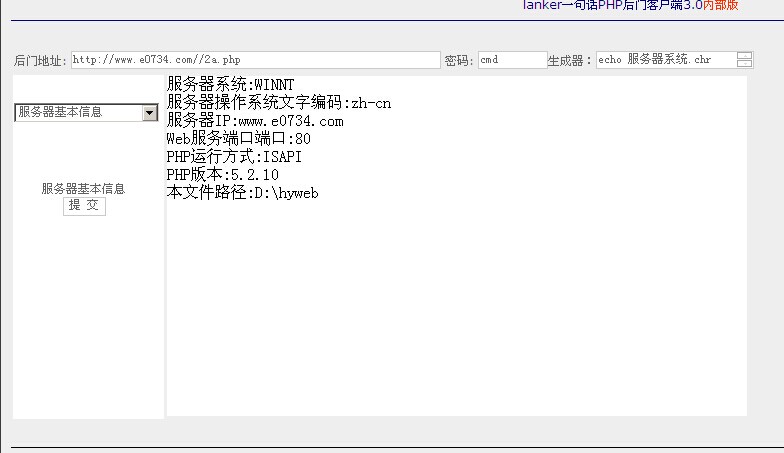 lanker一句话PHP后门客户端3.0内部版
后门地址: http://www.e0734.com//2a.php 密码: cmd 生成器: echo 服务器系统.chr
服务器基本信息
服务器基本信息
提 交
服务器系统:WINNT
服务器操作系统文字编码:zh-cn
服务器IP:www.e0734.com
Web服务端口端口:80
PHP运行方式:ISAPI
PHP版本:5.2.10
本文件路径:D:\hyweb